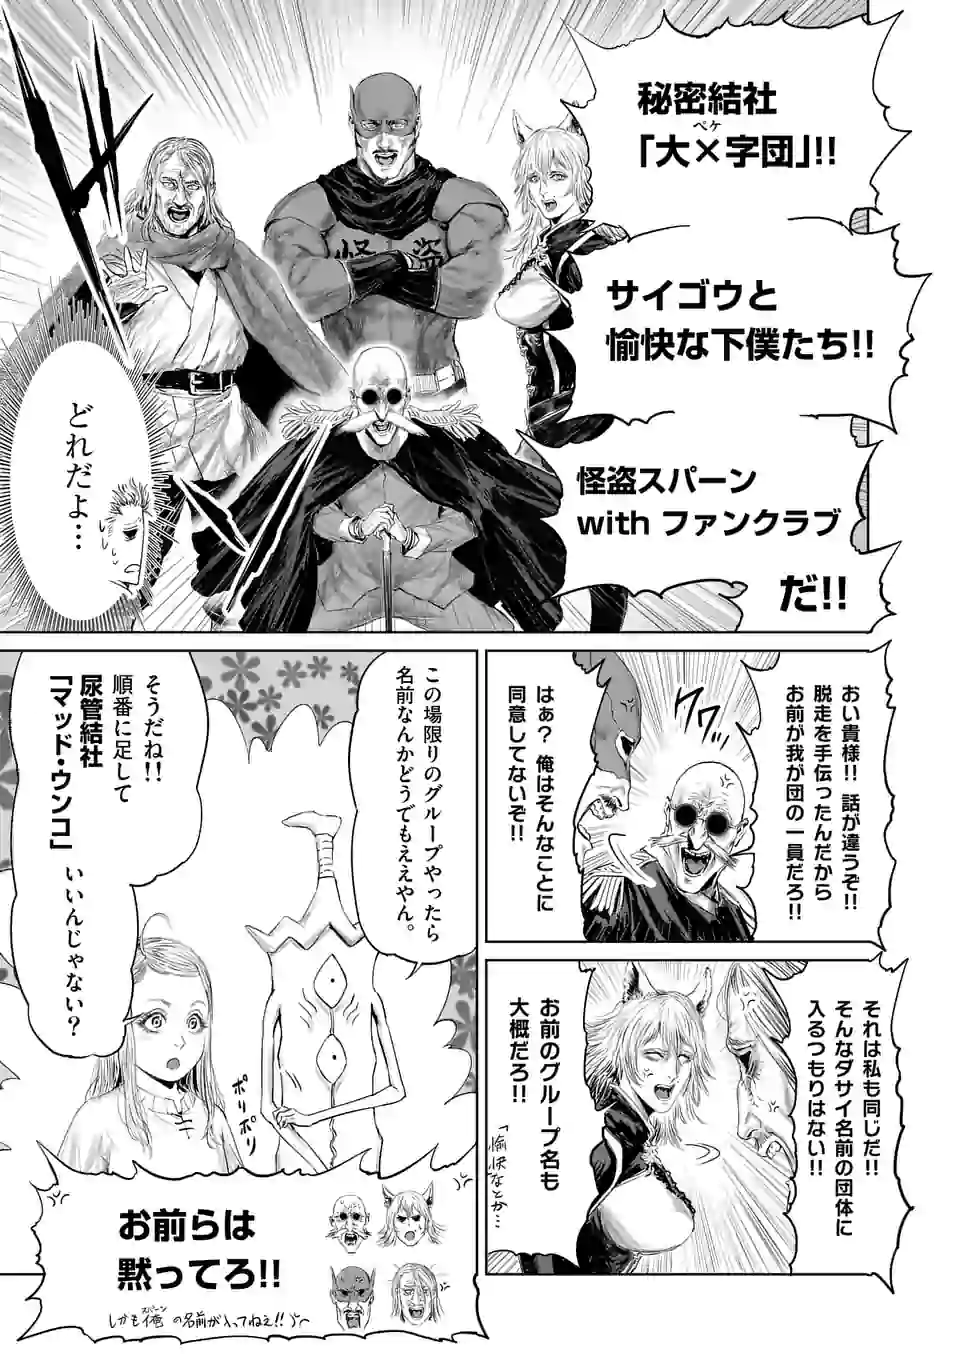 秘密結社
「大×字団」!!
ペケ
サイゴウと
愉快な下僕たち!!
怪盗スパーン
with ファンクラブ
だ!!
怪盗
どれだよ…
おい貴様!! 話が違うぞ!!
脱走を手伝ったんだから
お前が我が団の一員だろ!!
クワッ
はぁ? 俺はそんなことに
同意してないぞ!!
それは私も同じだ!!
そんなダサイ名前の団体に
入るつもりはない!!
お前のグループ名も
大概だろ!!
「愉快なとか…
この場限りのグループやったら
名前なんかどうでもええやん。
そうだね!!
順番に足して
尿管結社
「マッド・ウンコ」
いいんじゃない?
ポリポリ
お前らは
黙ってろ!!
しかも俺の名前が入ってねえ!!
スパーン